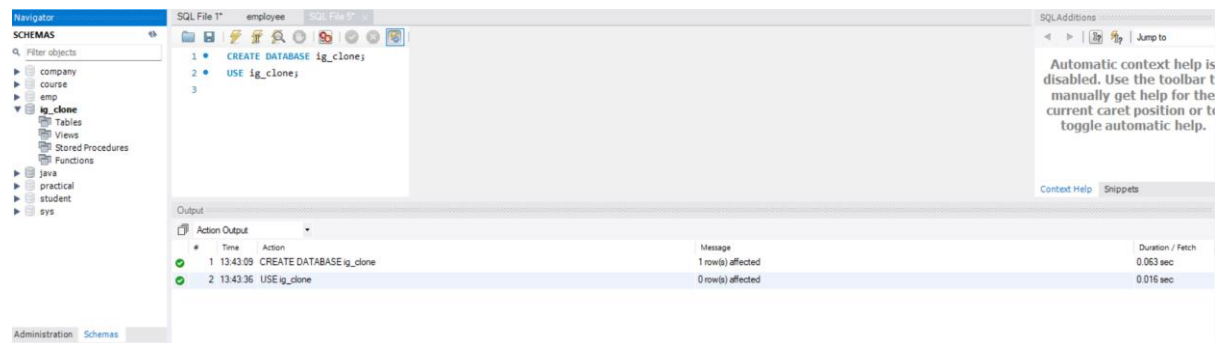 Navigator
SCHEMAS
Filter objects
company
course
emp
ig_clone
Tables
Views
Stored Procedures
Functions
java
practical
student
sys
Administration Schemas
SQL File 1* employee SQL File 5*
1 CREATE DATABASE ig_clone;
2 USE ig_clone;
3
SQLAdditions
Jump to
Automatic context help is
disabled. Use the toolbar t
manually get help for the
current caret position or to
toggle automatic help.
Context Help Snippets
Output
Action Output
# Time Action Message Duration / Fetch
1 13:43:09 CREATE DATABASE ig_clone 1 row(s) affected 0.063 sec
2 13:43:36 USE ig_clone 0 row(s) affected 0.016 sec